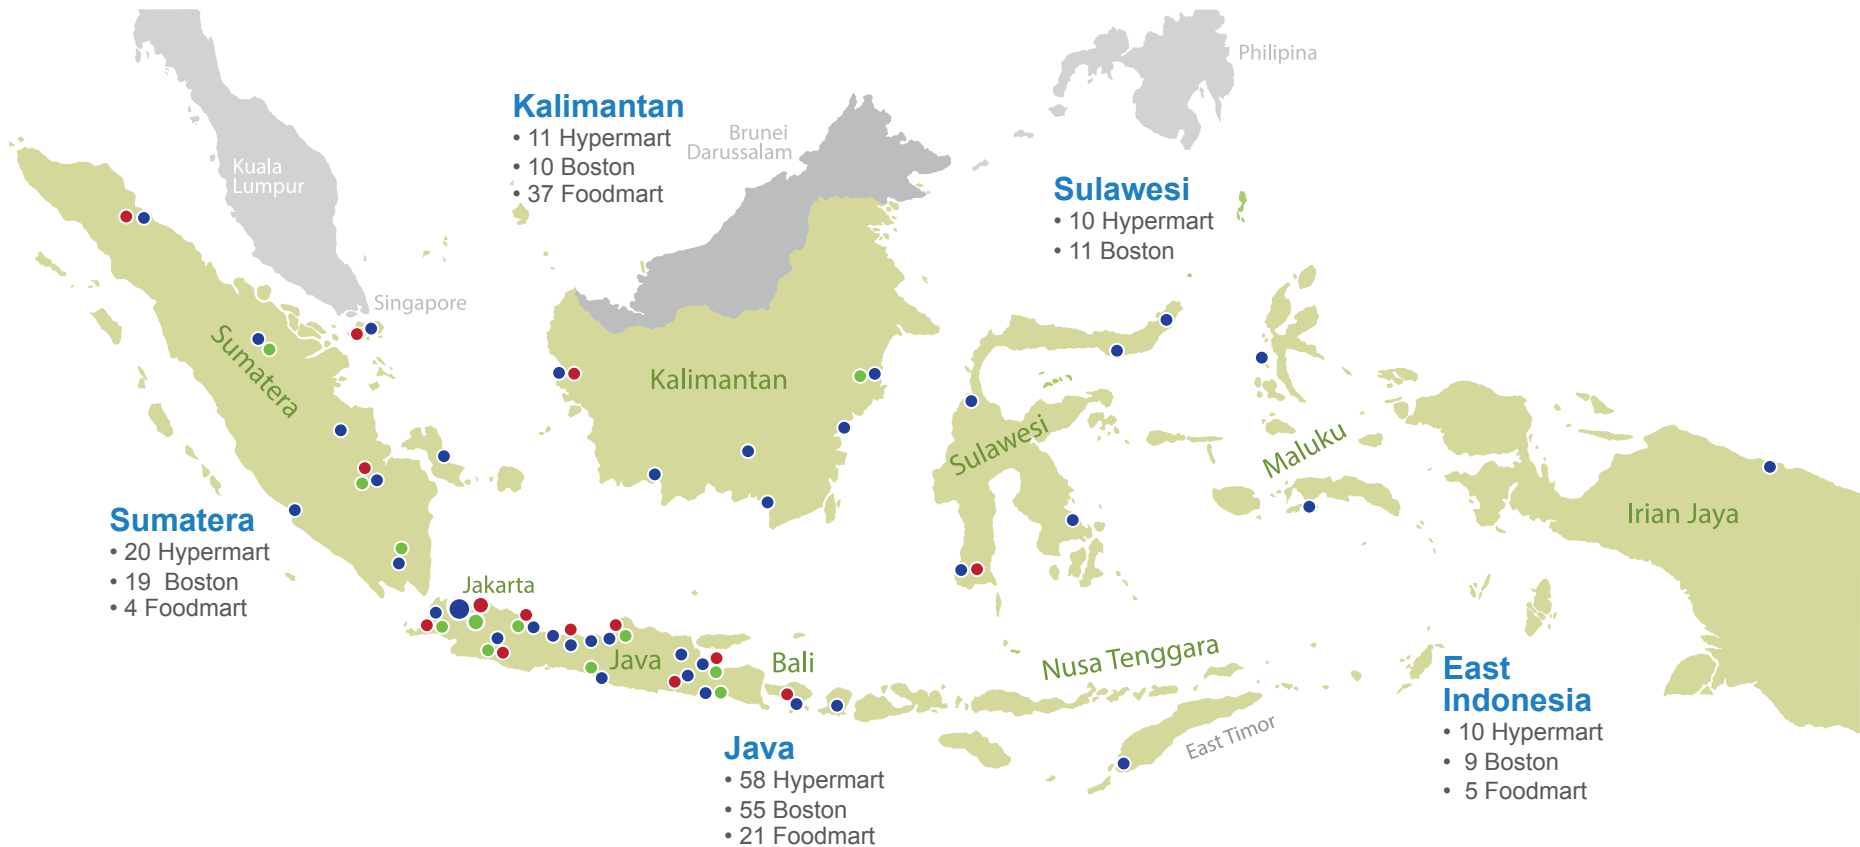 Philipina
Kalimantan
• 11 Hypermart
• 10 Boston
• 37 Foodmart
Brunei
Darussalam
Kuala
Lumpur
Sulawesi
• 10 Hypermart
• 11 Boston
Singapore
Sumatera
Kalimantan
Sulawesi
Maluku
Irian Jaya
Sumatera
• 20 Hypermart
• 19 Boston
• 4 Foodmart
Jakarta
Java
Bali
Nusa Tenggara
East Timor
East
Indonesia
• 10 Hypermart
• 9 Boston
• 5 Foodmart
Java
• 58 Hypermart
• 55 Boston
• 21 Foodmart